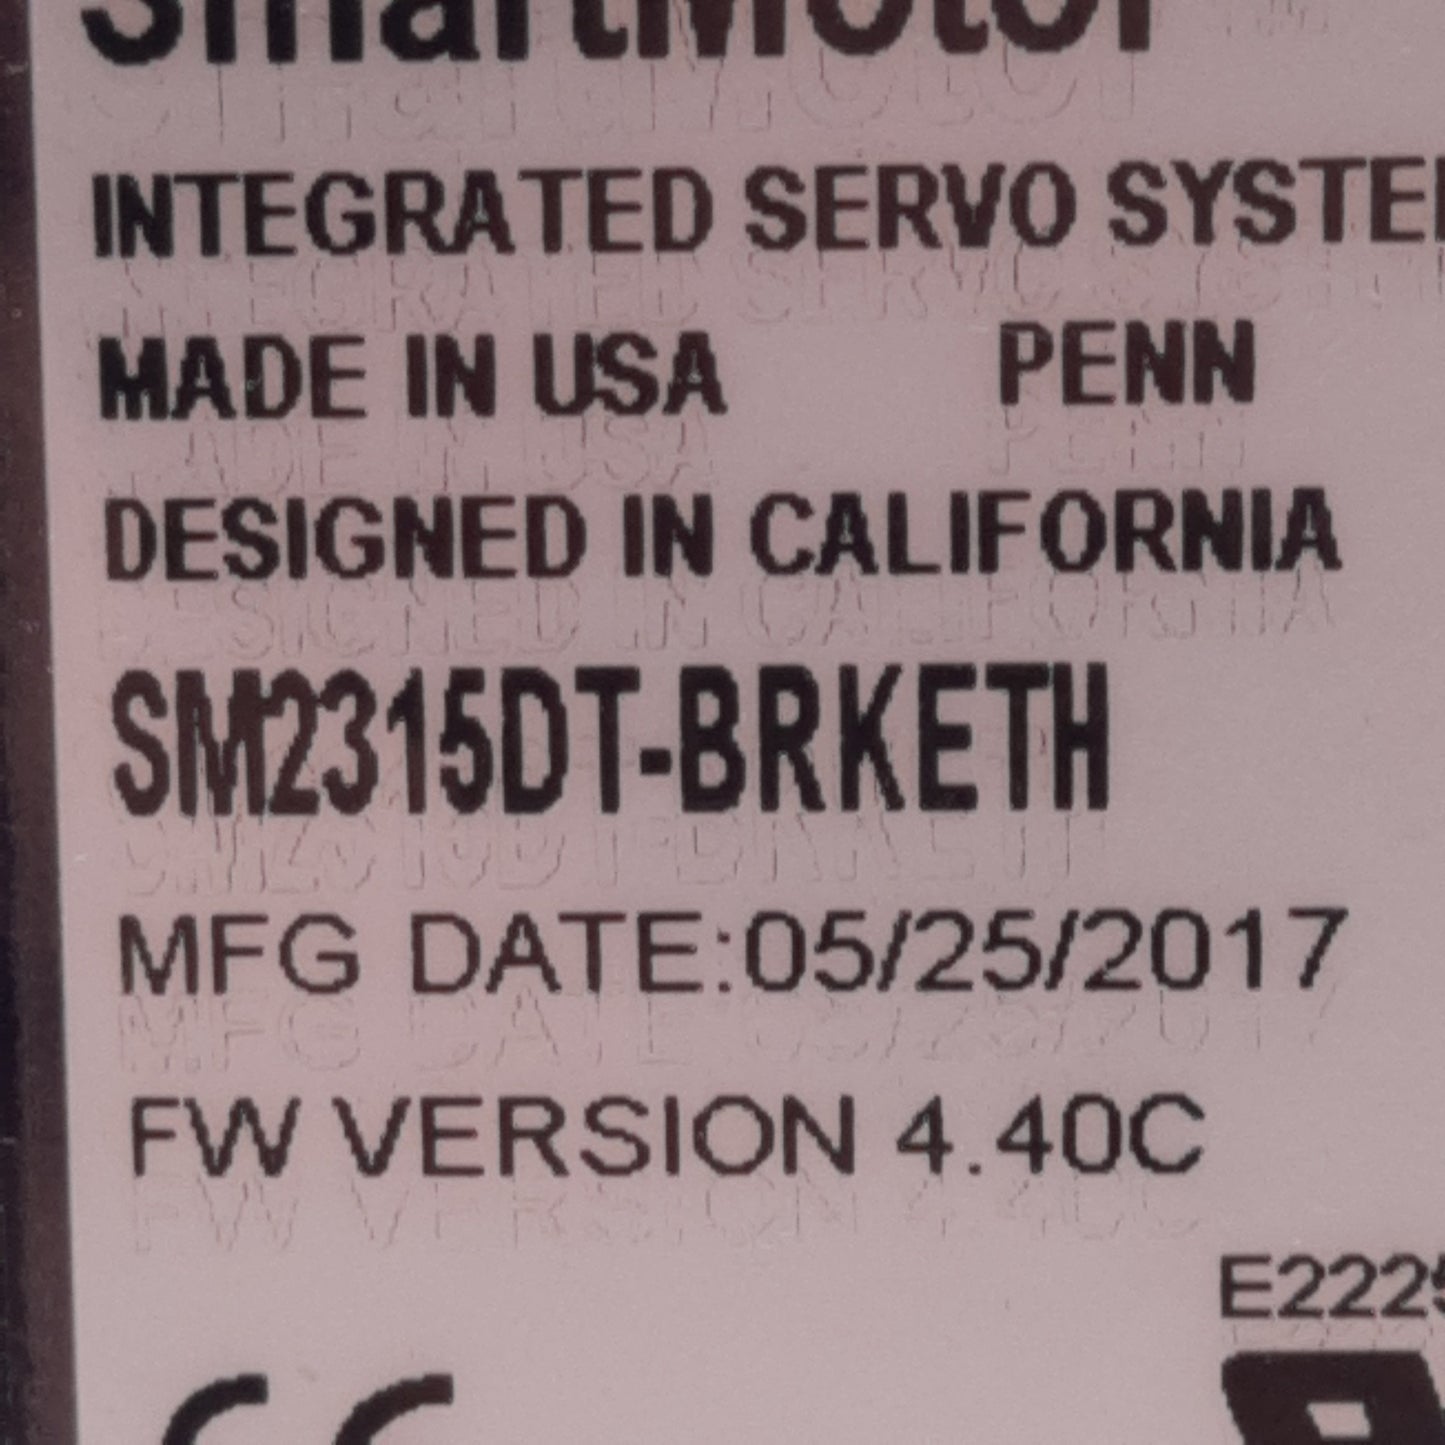 SmartMotor
INTEGRATED SERVO SYSTE
MADE IN USA PENN
DESIGNED IN CALIFORNIA
SM2315DT-BRKETH
MFG DATE:05/25/2017
FW VERSION 4.40C
E222
CE